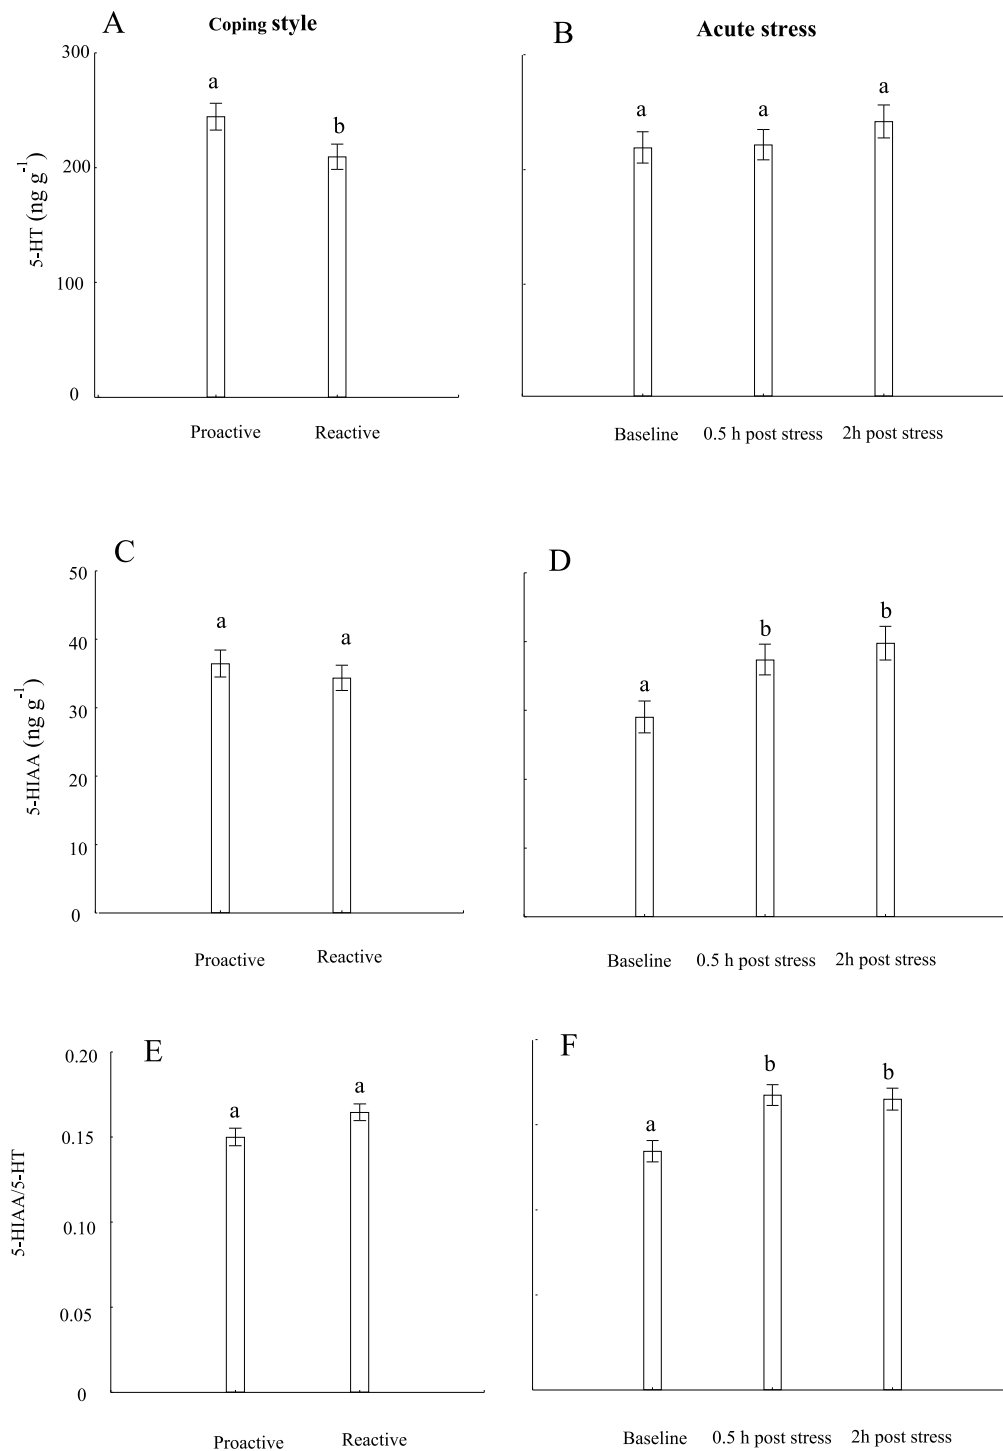 A
Coping style
B
Acute stress
300
200
100
0
5-HT (ng g-1)
a
b
a
a
a
Proactive
Reactive
Baseline
0.5 h post stress
2h post stress
C
D
50
40
30
20
10
0
5-HIAA (ng g-1)
a
a
a
b
b
Proactive
Reactive
Baseline
0.5 h post stress
2h post stress
E
F
0.20
0.15
0.10
0.05
0
5-HIAA/5-HT
a
a
a
b
b
Proactive
Reactive
Baseline
0.5 h post stress
2h post stress